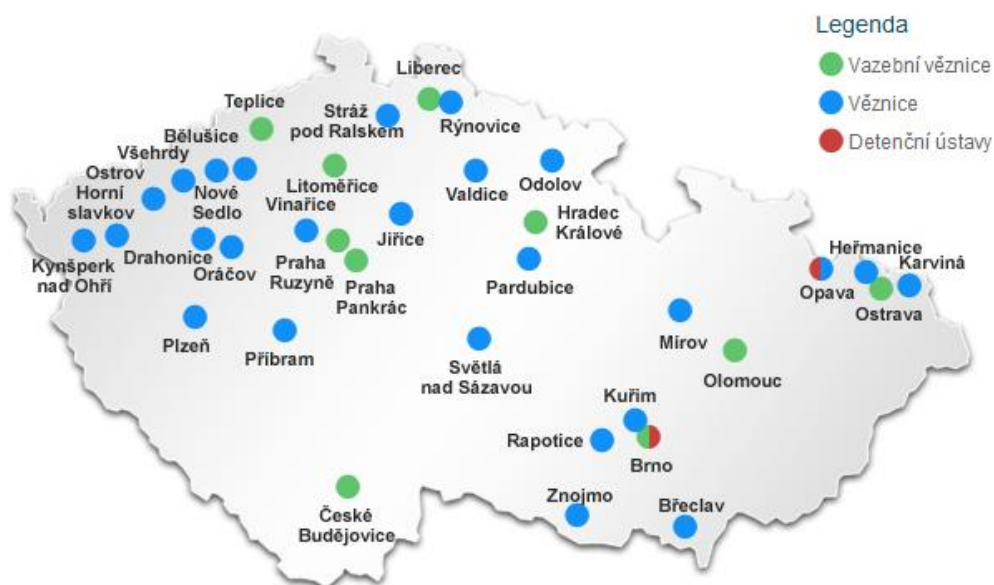 Legenda
Vazební věznice
Věznice
Detenční ústavy
Liberec
Teplice
Stráž
pod Ralskem
Rýnovice
Bělušice
Všehrdy
Ostrov
Horní
slavkov
Nové
Sedlo
Litoměřice
Vinařice
Valdice
Odolov
Hradec
Králové
Jiřice
Kynšperk
nad Ohří
Drahonice
Oráčov
Praha
Ruzyně
Praha
Pankrác
Pardubice
Heřmanice
Karviná
Opava
Ostrava
Plzeň
Příbram
Světlá
nad Sázavou
Mírov
Olomouc
Kuřim
Rapotice
Brno
Znojmo
Břeclav
České
Budějovice